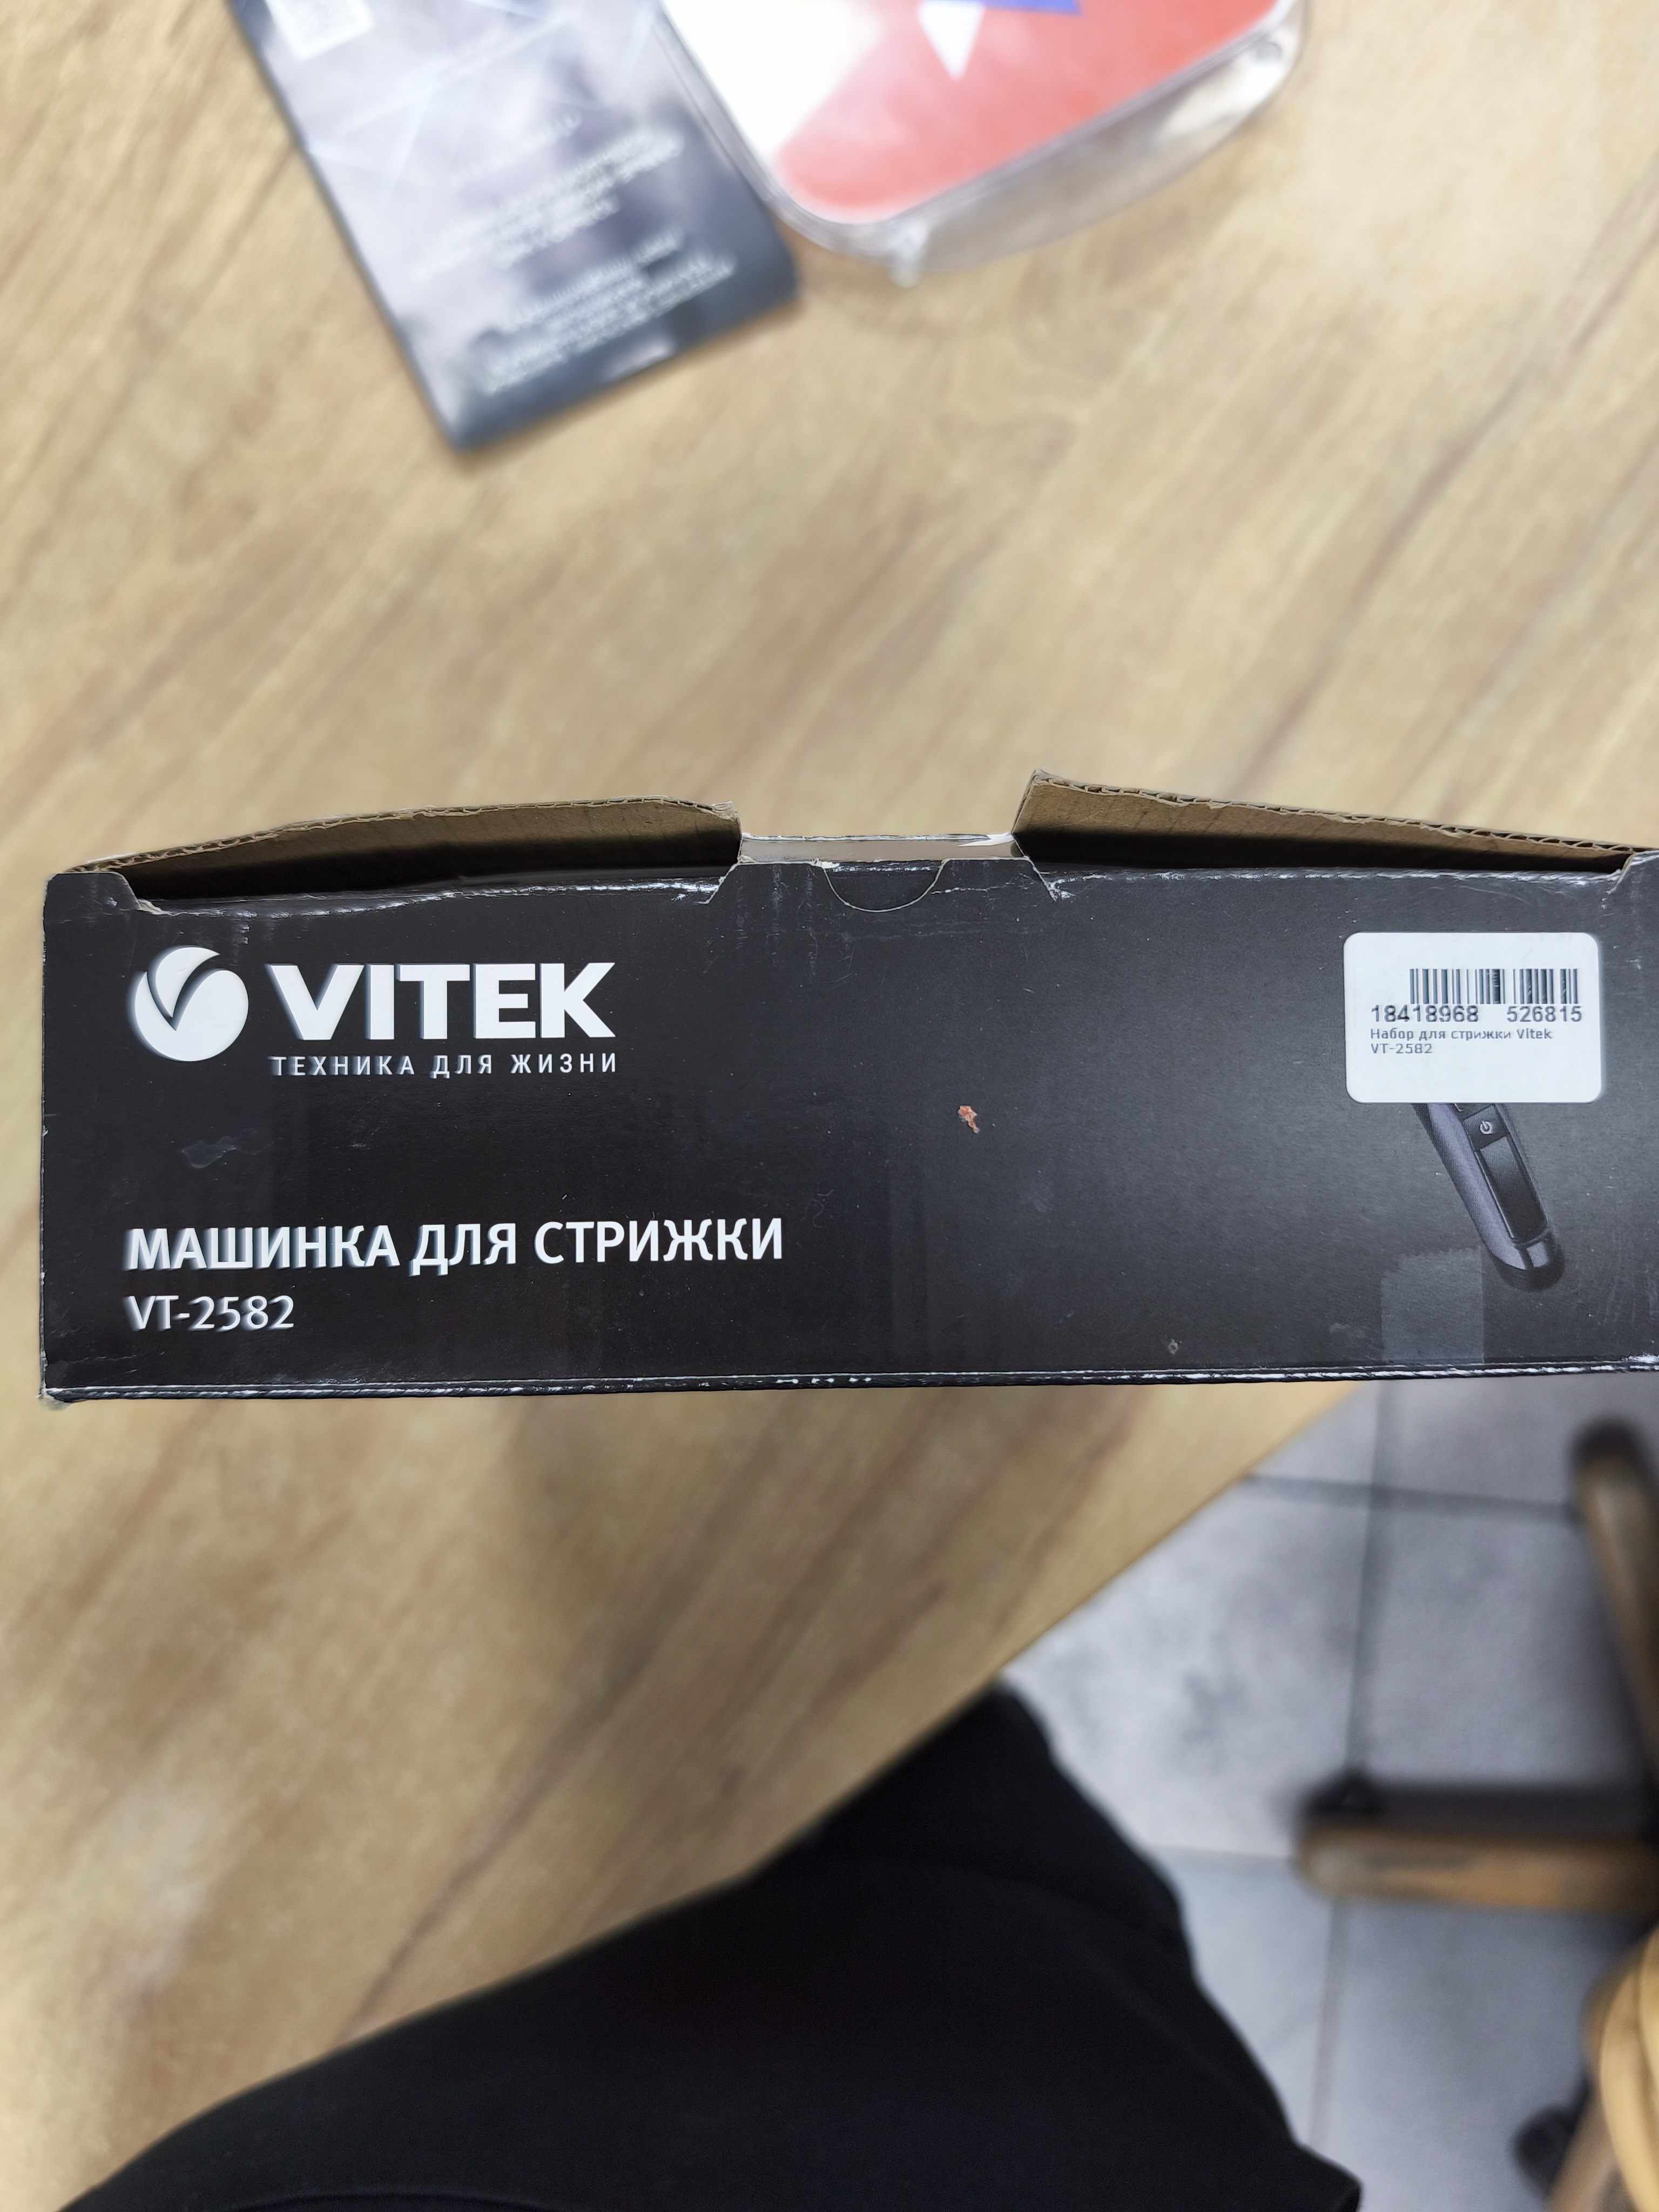 VITEK
ТЕХНИКА ДЛЯ ЖИЗНИ
18418968 526815
Набор для стрижки Vitek
VT-2582
МАШИНКА ДЛЯ СТРИЖКИ
VT-2582